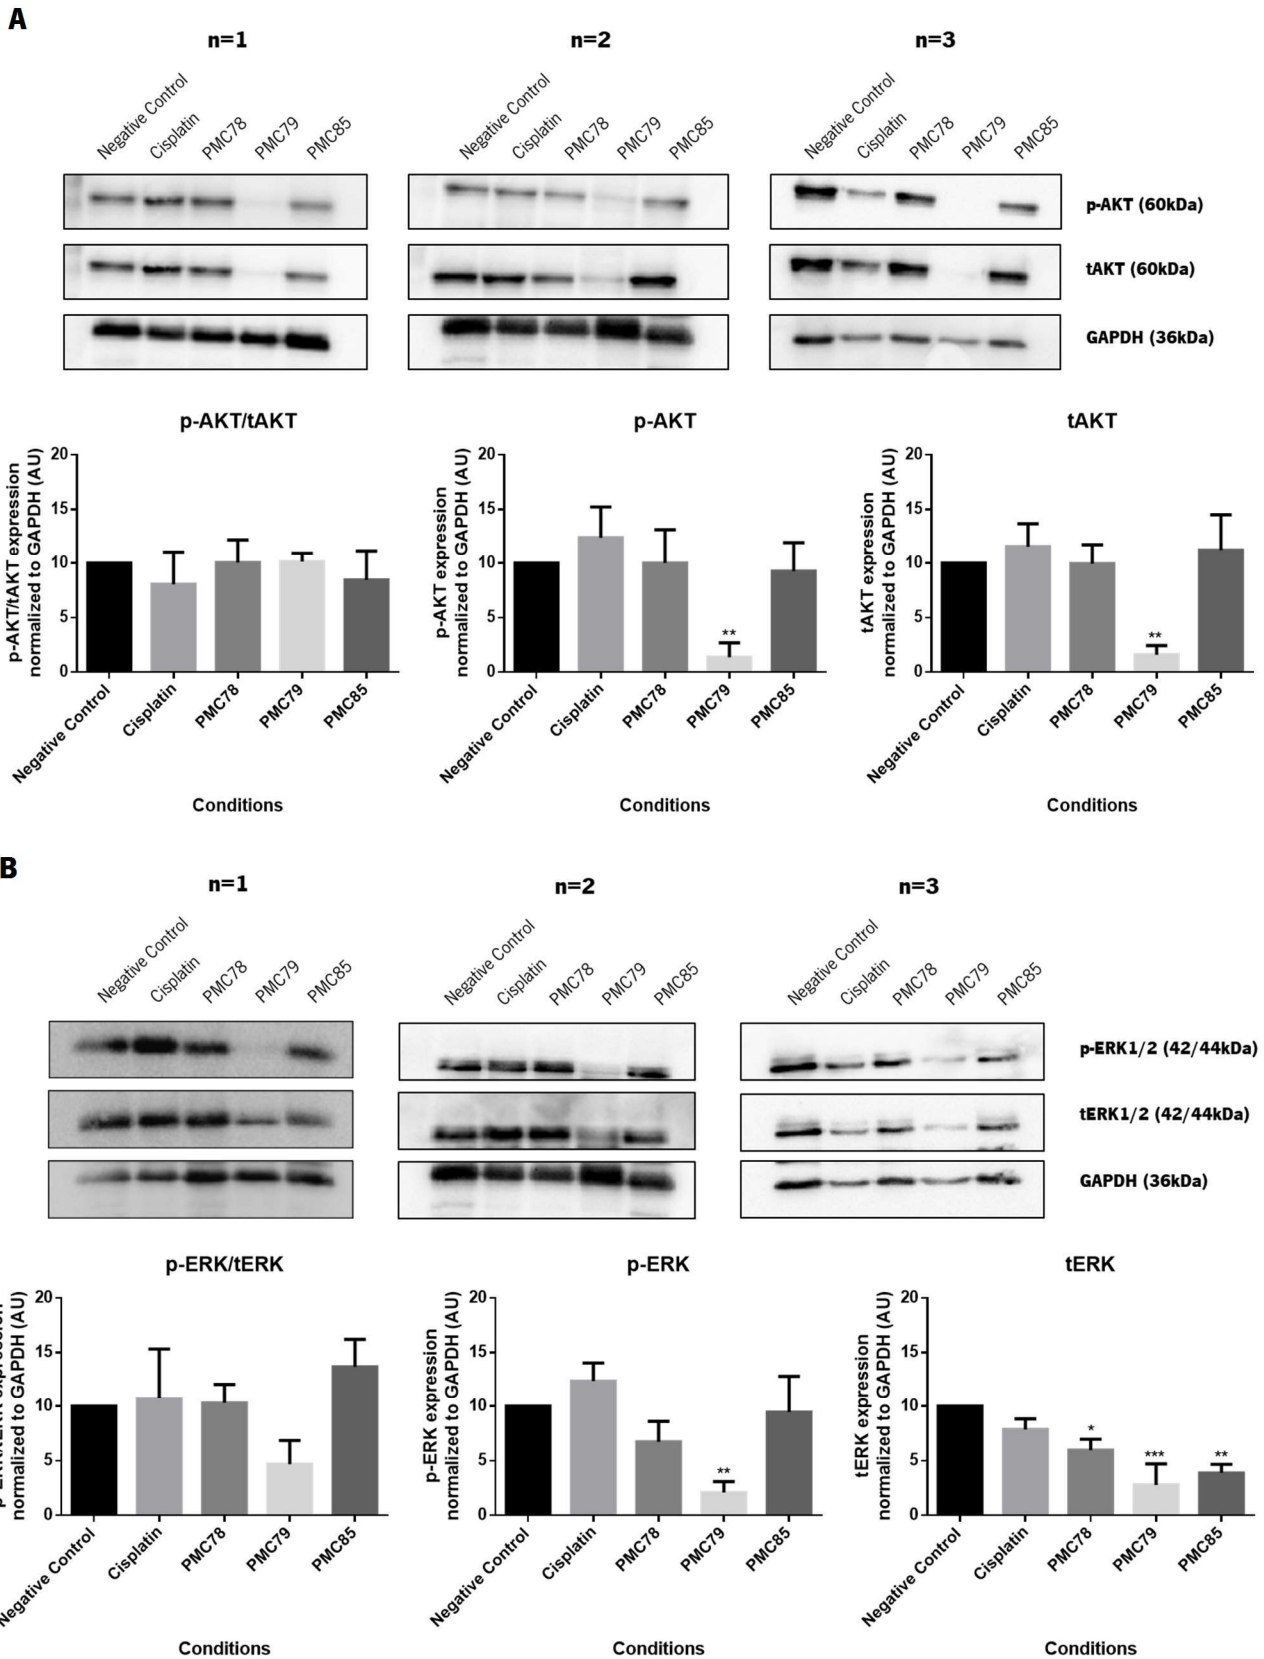 A
n=1 n=2 n=3
Negative Control Cisplatin PMC78 PMC79 PMC85 Negative Control Cisplatin PMC78 PMC79 PMC85 Negative Control Cisplatin PMC78 PMC79 PMC85
p-AKT (60kDa)
tAKT (60kDa)
GAPDH (36kDa)
p-AKT/tAKT
p-AKT/tAKT expression
normalized to GAPDH (AU)
20
15
10
5
0
Negative Control Cisplatin PMC78 PMC79 PMC85
Conditions
p-AKT
p-AKT expression
normalized to GAPDH (AU)
20
15
10
5
0
**
Negative Control Cisplatin PMC78 PMC79 PMC85
Conditions
tAKT
tAKT expression
normalized to GAPDH (AU)
20
15
10
5
0
**
Negative Control Cisplatin PMC78 PMC79 PMC85
Conditions
B
n=1 n=2 n=3
Negative Control Cisplatin PMC78 PMC79 PMC85 Negative Control Cisplatin PMC78 PMC79 PMC85 Negative Control Cisplatin PMC78 PMC79 PMC85
p-ERK1/2 (42/44kDa)
tERK1/2 (42/44kDa)
GAPDH (36kDa)
p-ERK/tERK
normalized to GAPDH (AU)
20
15
10
5
0
Negative Control Cisplatin PMC78 PMC79 PMC85
Conditions
p-ERK
p-ERK expression
normalized to GAPDH (AU)
20
15
10
5
0
**
Negative Control Cisplatin PMC78 PMC79 PMC85
Conditions
tERK
tERK expression
normalized to GAPDH (AU)
20
15
10
5
0
* *** **
Negative Control Cisplatin PMC78 PMC79 PMC85
Conditions